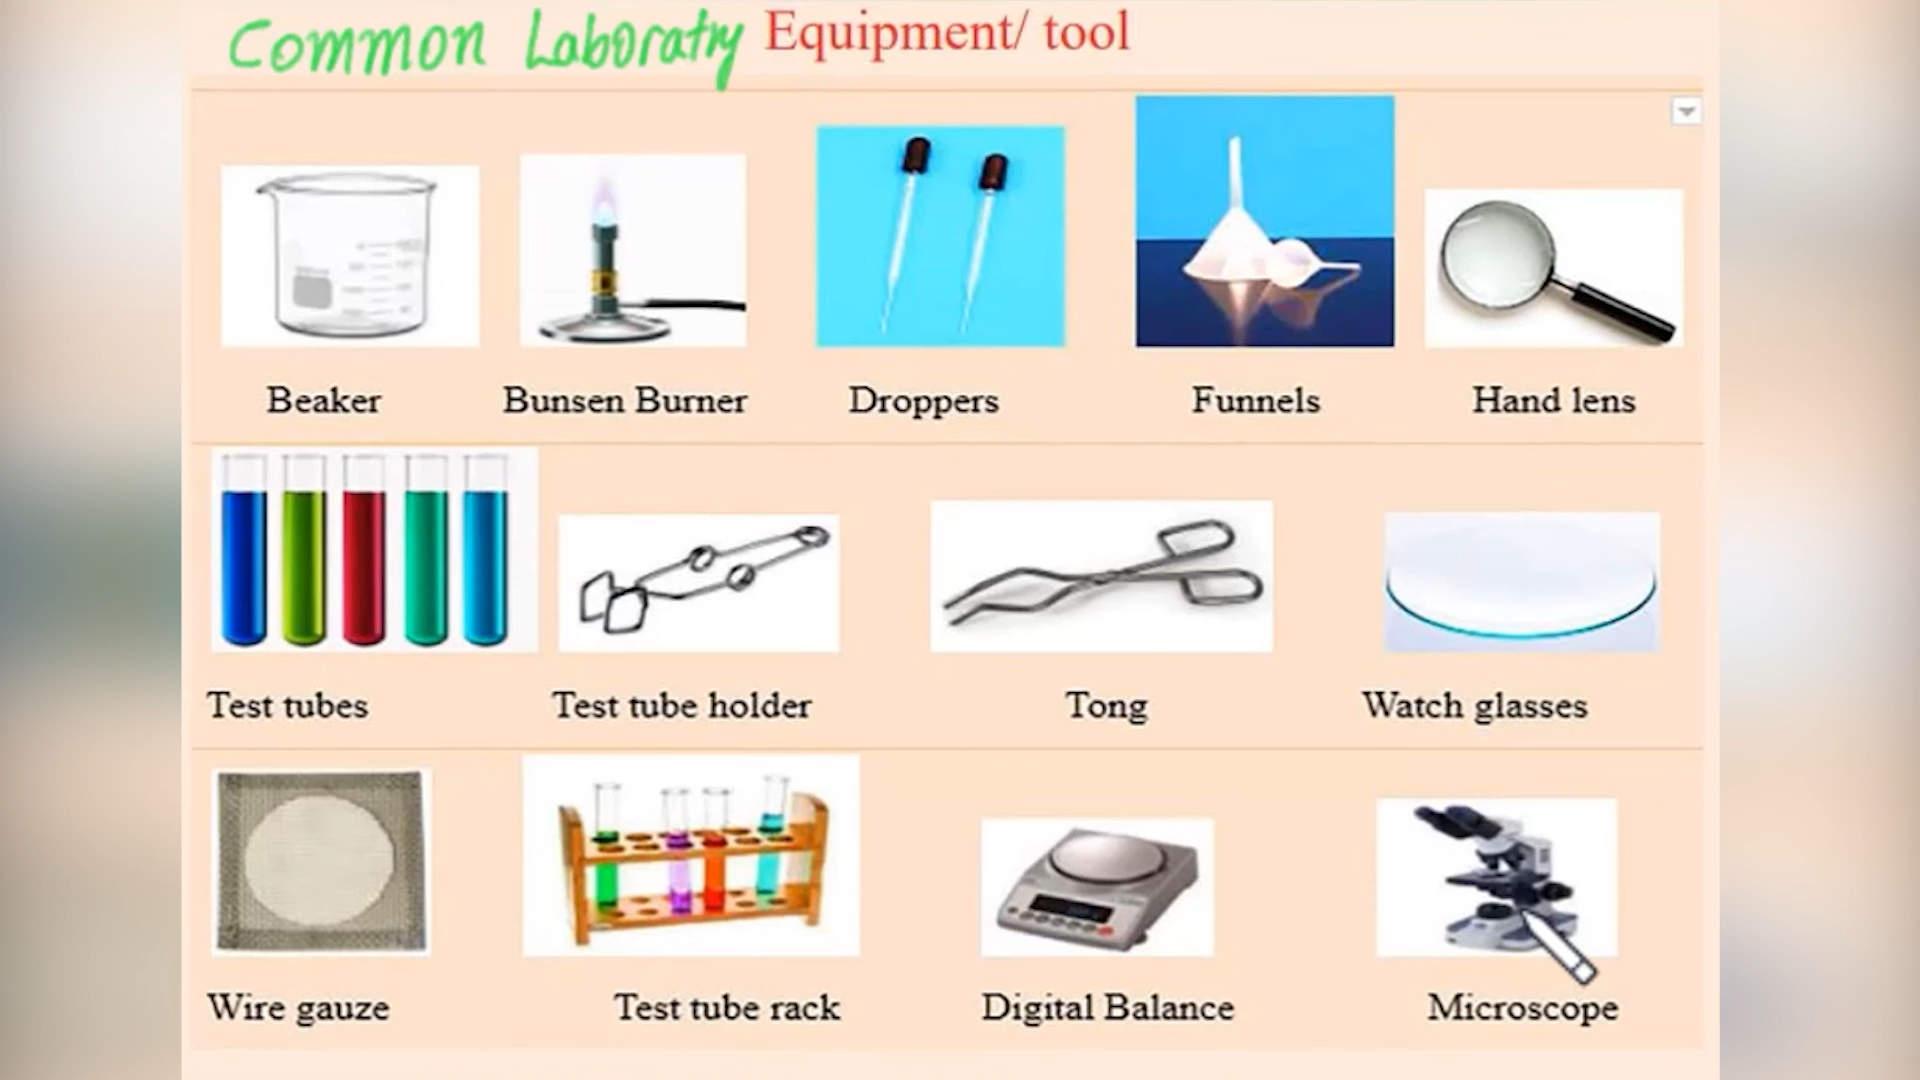 Common Laboratry Equipment/ tool
Beaker Bunsen Burner Droppers Funnels Hand lens
Test tubes Test tube holder Tong Watch glasses
Wire gauze Test tube rack Digital Balance Microscope